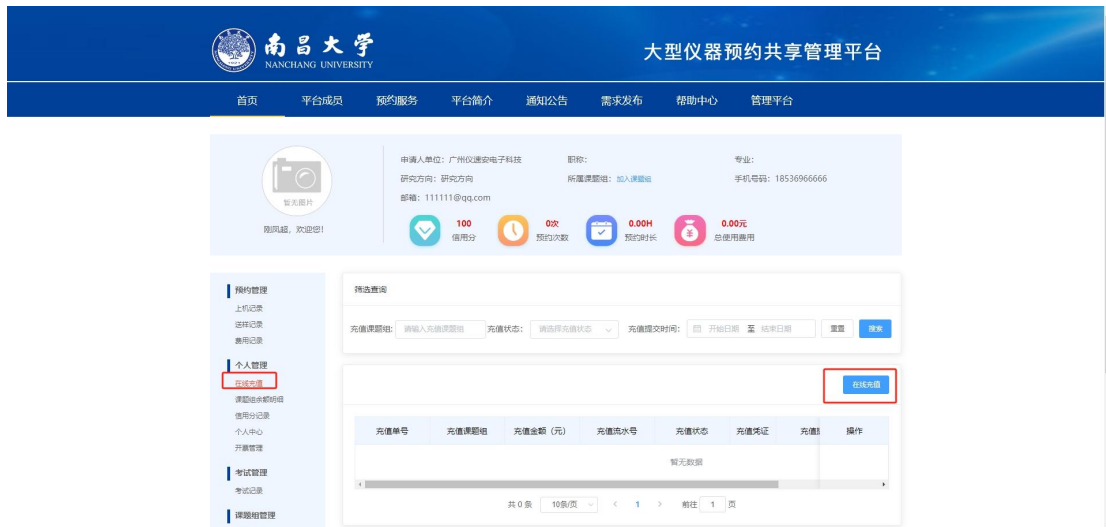 南昌大学
NANCHANG UNIVERSITY
大型仪器预约共享管理平台
首页 平台成员 预约服务 平台简介 通知公告 需求发布 帮助中心 管理平台
暂无图片
刚凤超，欢迎您!
申请人单位: 广州仪速安电子科技 职称: 专业:
研究方向: 研究方向 所属课题组: 加入课题组 手机号码: 18536966666
邮箱: 111111@qq.com
100 0次 0.00H 0.00元
信用分 预约次数 预约时长 总使用费用
预约管理
上机记录
送样记录
费用记录
个人管理
在线充值
课题组余额明细
信用分记录
个人中心
开票管理
考试管理
考试记录
课题组管理
筛选查询
充值课题组: 请输入充值课题组 充值状态: 请选择充值状态 充值提交时间: 开始日期 至 结束日期 重置 搜索
在线充值
充值单号 充值课题组 充值金额（元） 充值流水号 充值状态 充值凭证 充值 操作
暂无数据
共 0 条 10条/页 1 前往 1 页